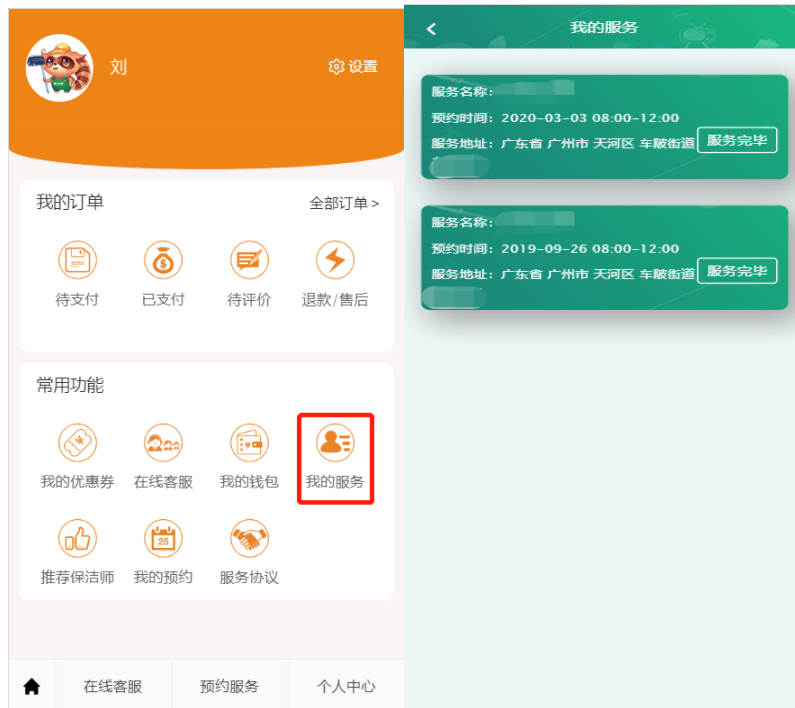 刘
设置
我的订单
全部订单 >
待支付 已支付 待评价 退款/售后
常用功能
我的优惠券 在线客服 我的钱包 我的服务
25
推荐保洁师 我的预约 服务协议
在线客服 预约服务 个人中心
我的服务
服务名称：
预约时间：2020-03-03 08:00-12:00
服务地址：广东省 广州市 天河区 车陂街道
服务完毕
服务名称：
预约时间：2019-09-26 08:00-12:00
服务地址：广东省 广州市 天河区 车陂街道
服务完毕